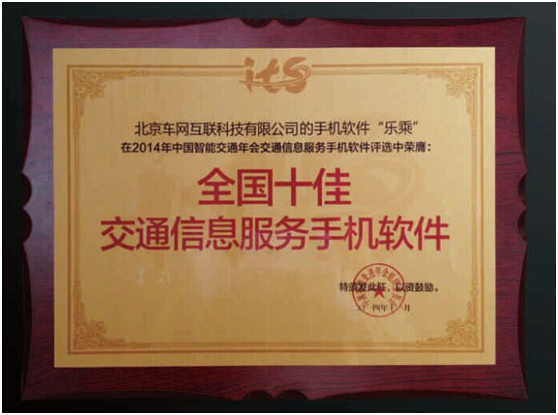 its
北京车网互联科技有限公司的手机软件“乐乘”
在2014年中国智能交通年会交通信息服务手机软件评选中荣膺：
全国十佳
交通信息服务手机软件
特颁发此证，以资鼓励。